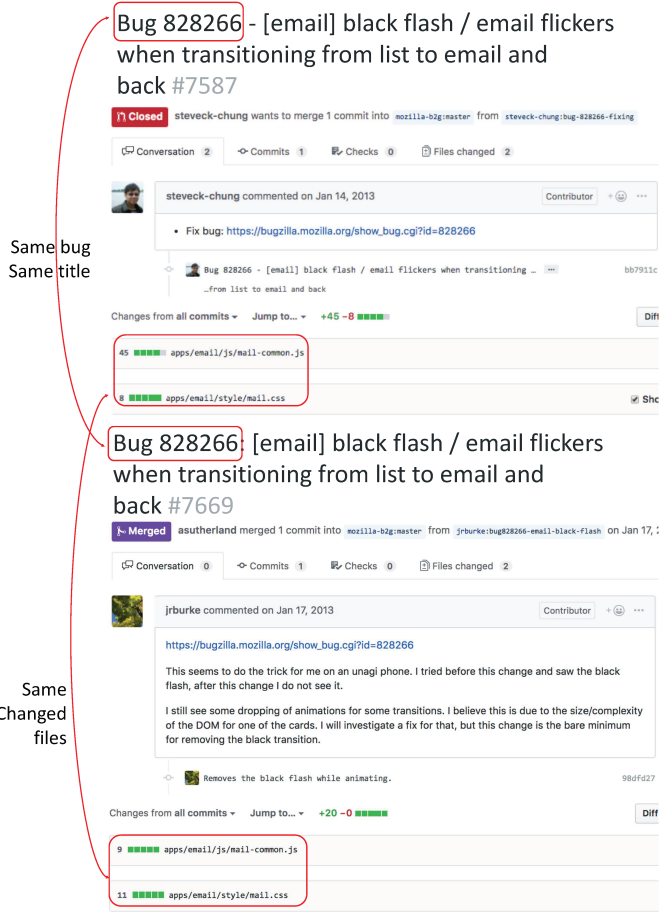 Bug 828266 - [email] black flash / email flickers
when transitioning from list to email and
back #7587
Closed steveck-chung wants to merge 1 commit into mozilla-b2g:master from steveck-chung:bug-828266-fixing
Conversation 2 Commits 1 Checks 0 Files changed 2
steveck-chung commented on Jan 14, 2013 Contributor + ...
• Fix bug: https://bugzilla.mozilla.org/show_bug.cgi?id=828266
Same bug
Same title
Bug 828266 - [email] black flash / email flickers when transitioning … ... bb7911c
…from list to email and back
Changes from all commits Jump to... +45 −8 Diff
45 apps/email/js/mail-common.js
8 apps/email/style/mail.css Sho
Bug 828266: [email] black flash / email flickers
when transitioning from list to email and
back #7669
Merged asutherland merged 1 commit into mozilla-b2g:master from jrburke:bug828266-email-black-flash on Jan 17, 2
Conversation 0 Commits 1 Checks 0 Files changed 2
jrburke commented on Jan 17, 2013 Contributor + ...
https://bugzilla.mozilla.org/show_bug.cgi?id=828266
This seems to do the trick for me on an unagi phone. I tried before this change and saw the black
flash, after this change I do not see it.
I still see some dropping of animations for some transitions. I believe this is due to the size/complexity
of the DOM for one of the cards. I will investigate a fix for that, but this change is the bare minimum
for removing the black transition.
Same
Changed
files
Removes the black flash while animating. 98dfd27
Changes from all commits Jump to... +20 −0 Diff
9 apps/email/js/mail-common.js
11 apps/email/style/mail.css